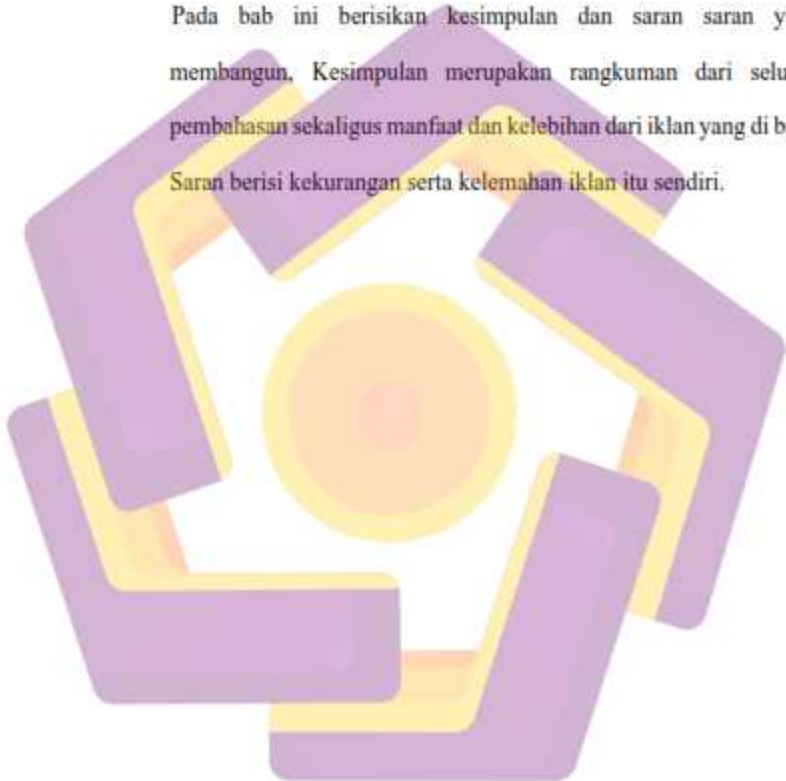 Pada bab ini berisikan kesimpulan dan saran saran
membangun. Kesimpulan merupakan rangkuman dari
pembahasan sekaligus manfaat dan kelebihan dari iklan yang di
Saran berisi kekurangan serta kelemahan iklan itu sendiri.